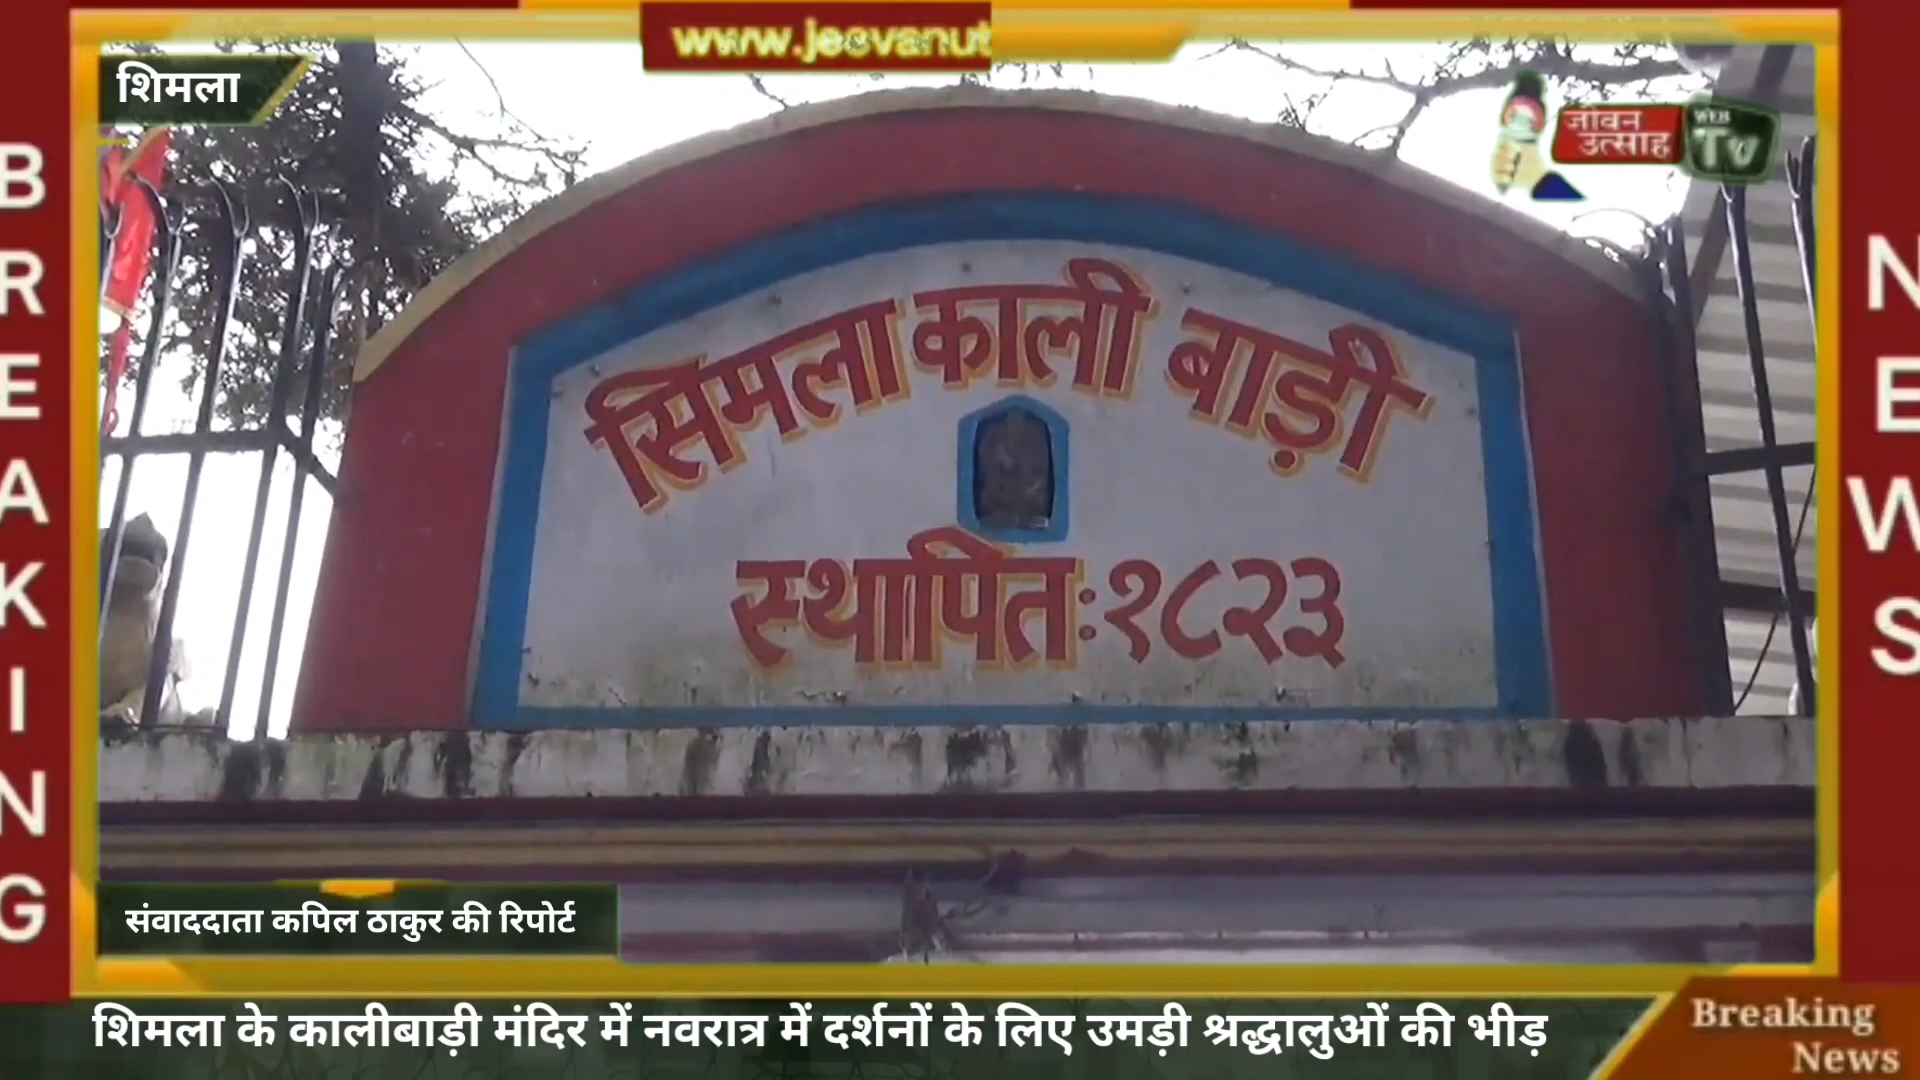 www.jeevanut
शिमला
जीवन
उत्साह
WEB
TV
BREAKING
NEWS
सिमला काली बाड़ी
स्थापितः१८२३
संवाददाता कपिल ठाकुर की रिपोर्ट
शिमला के कालीबाड़ी मंदिर में नवरात्र में दर्शनों के लिए उमड़ी श्रद्धालुओं की भीड़
Breaking
News